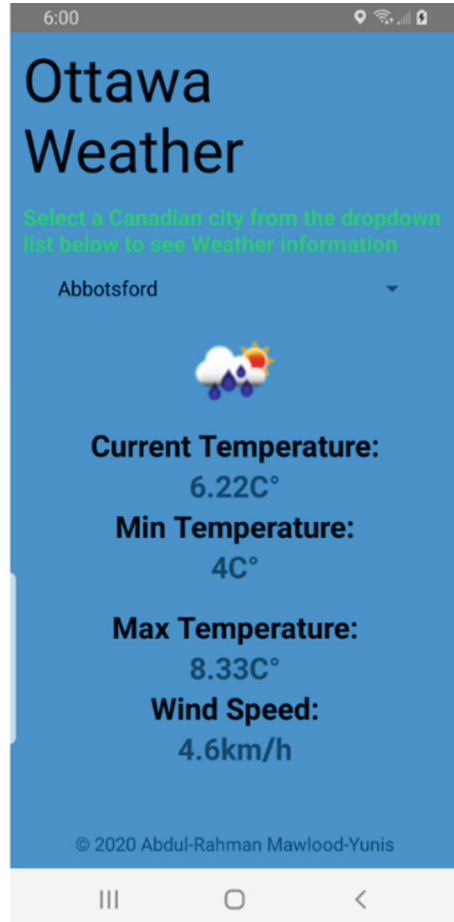 6:00
Ottawa
Weather
Select a Canadian city from the dropdown
list below to see Weather information
Abbotsford
Current Temperature:
6.22C°
Min Temperature:
4C°
Max Temperature:
8.33C°
Wind Speed:
4.6km/h
© 2020 Abdul-Rahman Mawlood-Yunis